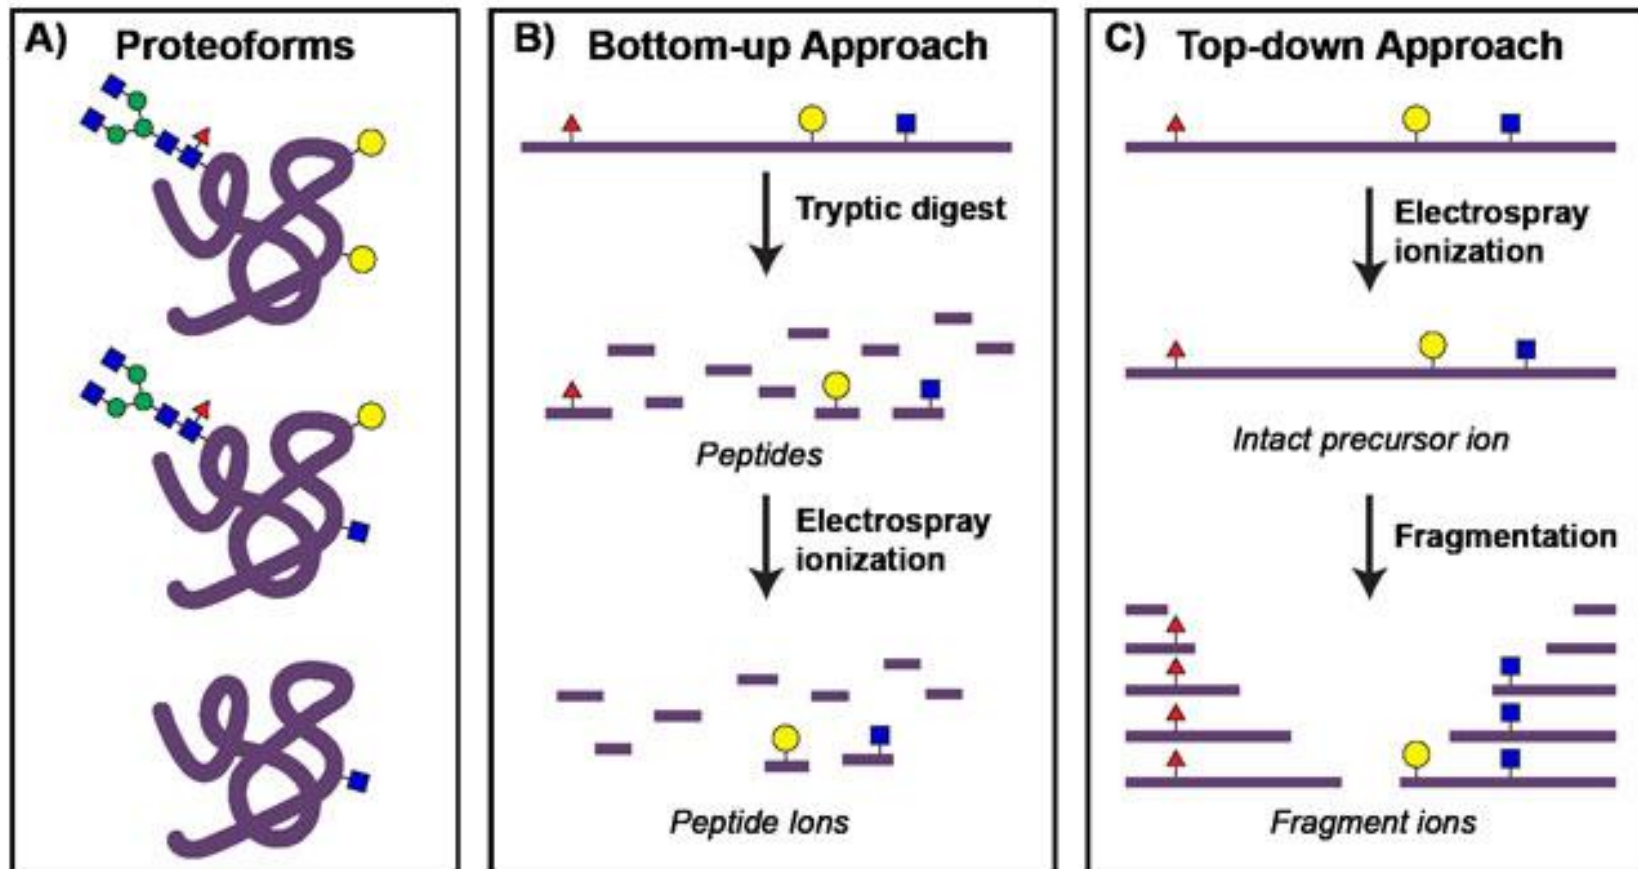 A) Proteoforms
B) Bottom-up Approach
Tryptic digest
Peptides
Electrospray
ionization
Peptide Ions
C) Top-down Approach
Electrospray
ionization
Intact precursor ion
Fragmentation
Fragment ions